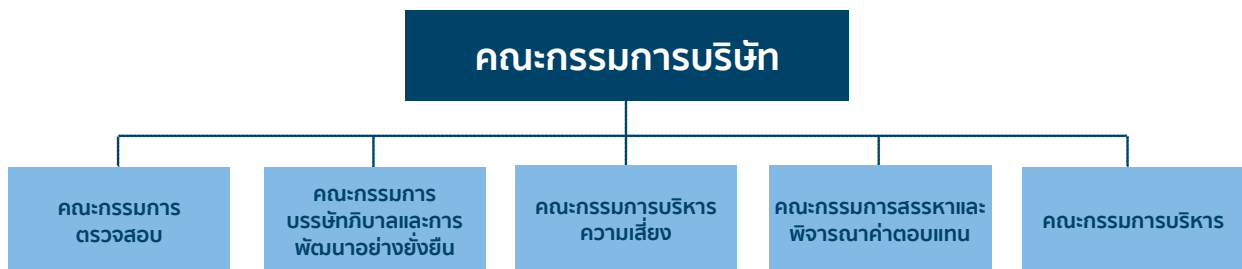 คณะกรรมการบริษัท
คณะกรรมการ
ตรวจสอบ
คณะกรรมการ
บรรษัทภิบาลและการ
พัฒนาอย่างยั่งยืน
คณะกรรมการบริหาร
ความเสี่ยง
คณะกรรมการสรรหาและ
พิจารณาค่าตอบแทน
คณะกรรมการบริหาร